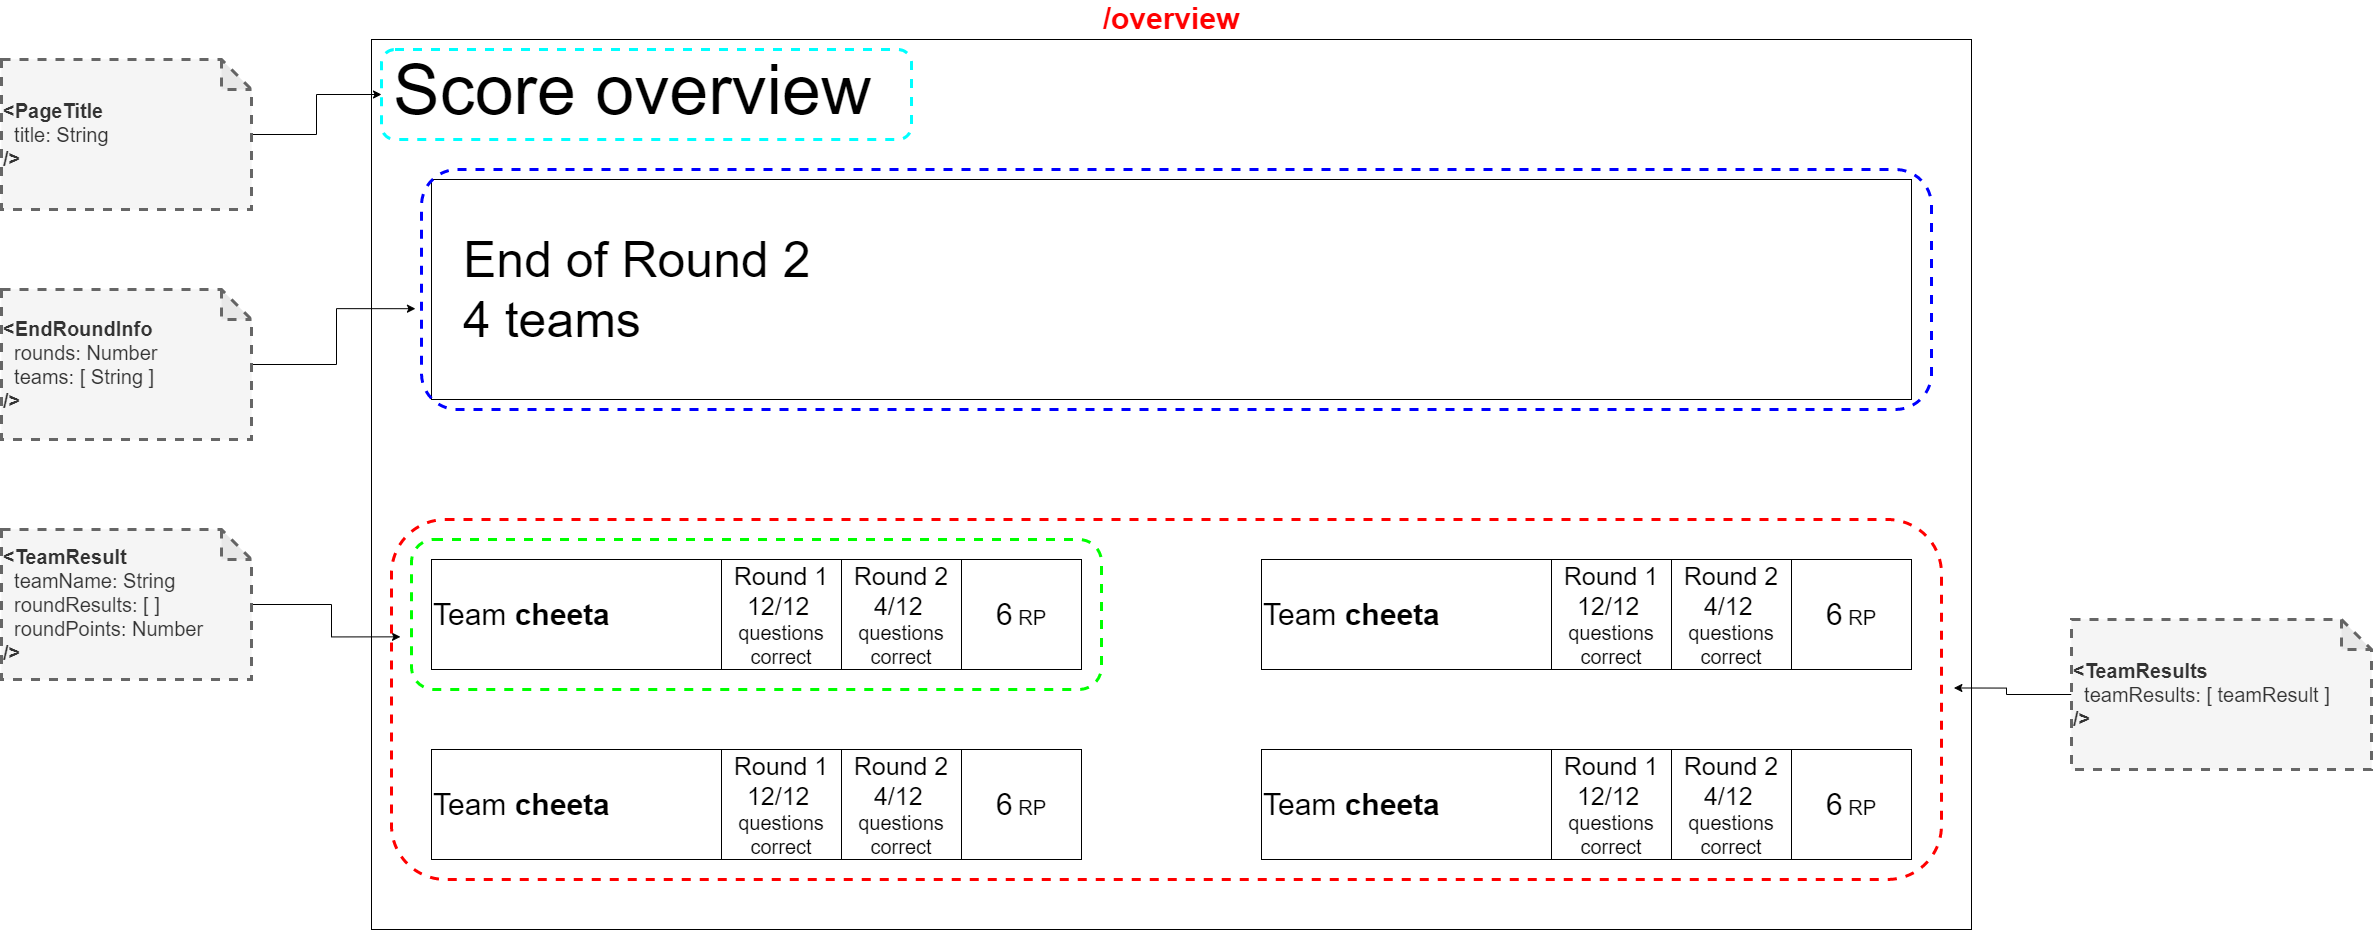 /overview
<PageTitle
title: String
/>
Score overview
<EndRoundInfo
rounds: Number
teams: [ String ]
/>
End of Round 2
4 teams
<TeamResult
teamName: String
roundResults: [ ]
roundPoints: Number
/>
Team cheeta
Round 1
12/12
questions
correct
Round 2
4/12
questions
correct
6 RP
Team cheeta
Round 1
12/12
questions
correct
Round 2
4/12
questions
correct
6 RP
Team cheeta
Round 1
12/12
questions
correct
Round 2
4/12
questions
correct
6 RP
Team cheeta
Round 1
12/12
questions
correct
Round 2
4/12
questions
correct
6 RP
<TeamResults
teamResults: [ teamResult ]
/>